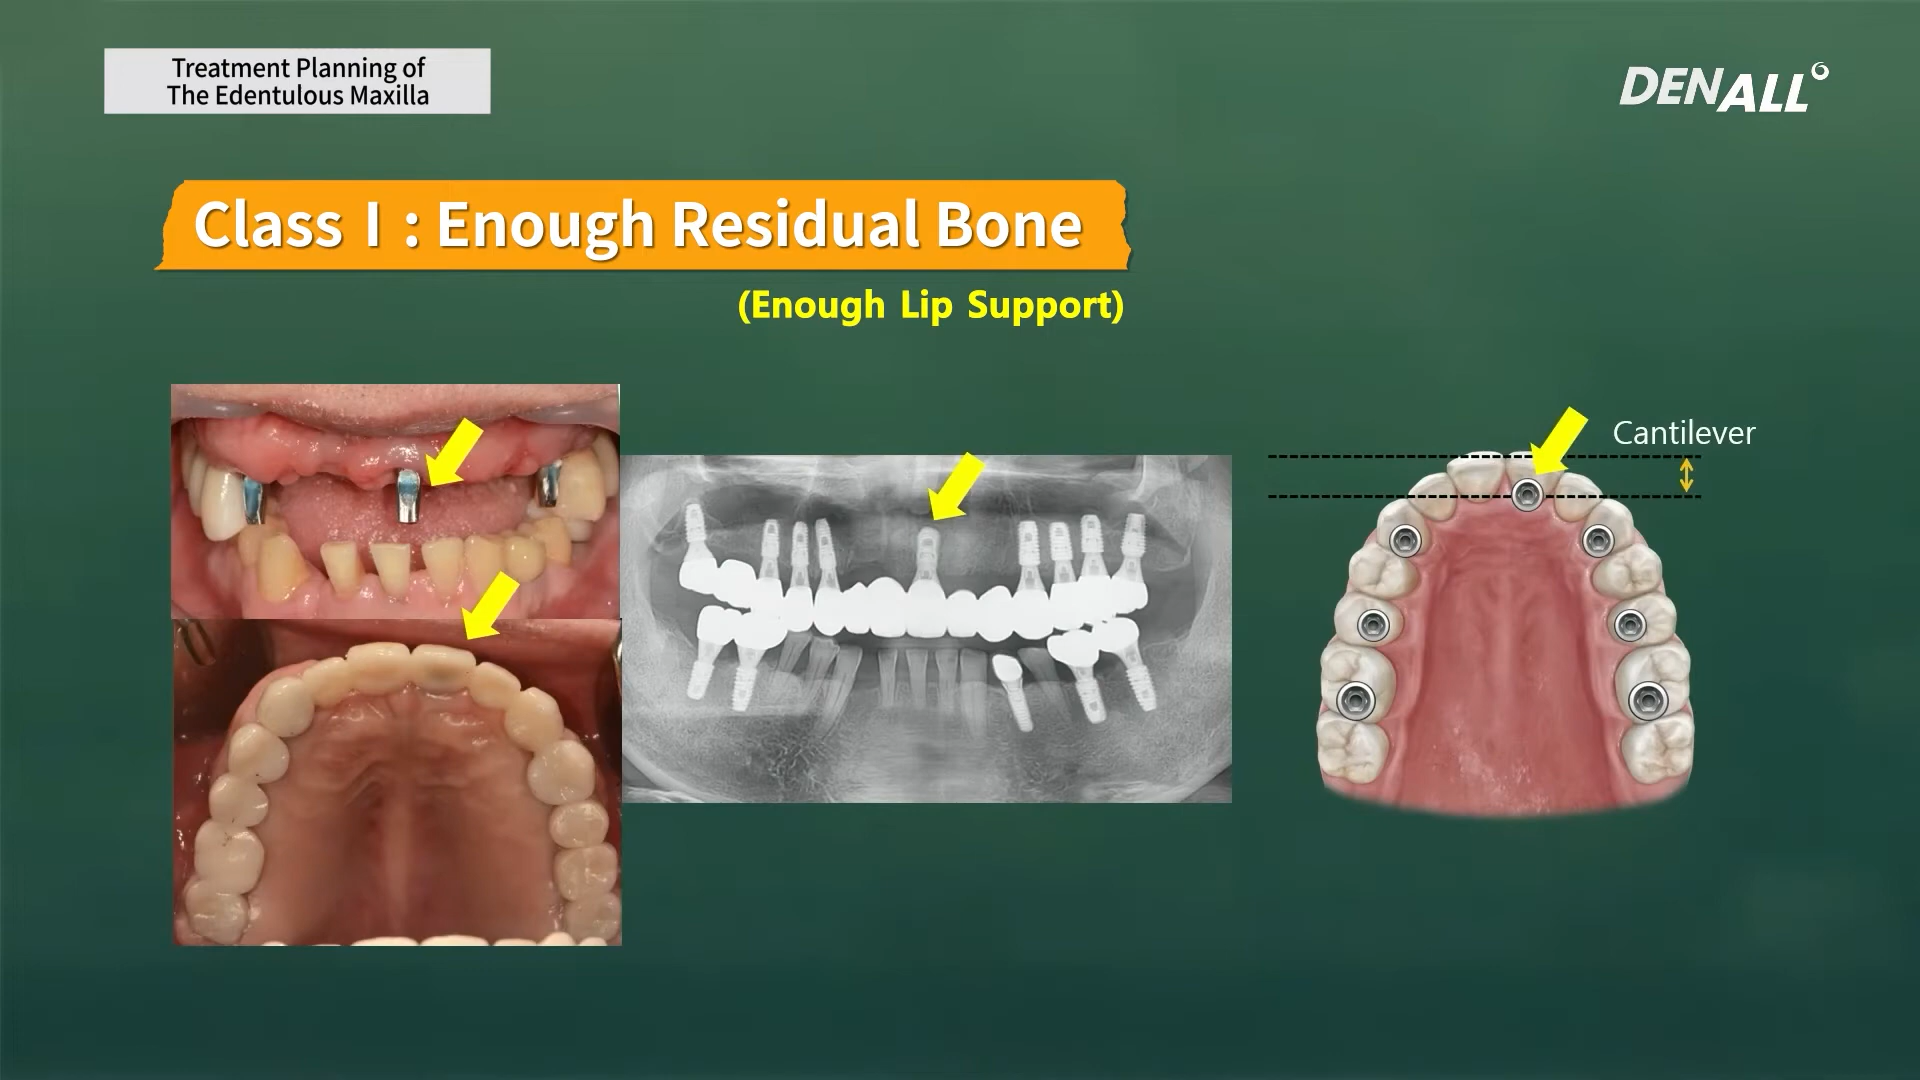 Treatment Planning of
The Edentulous Maxilla
DENALL
Class Ⅰ : Enough Residual Bone
(Enough Lip Support)
Cantilever